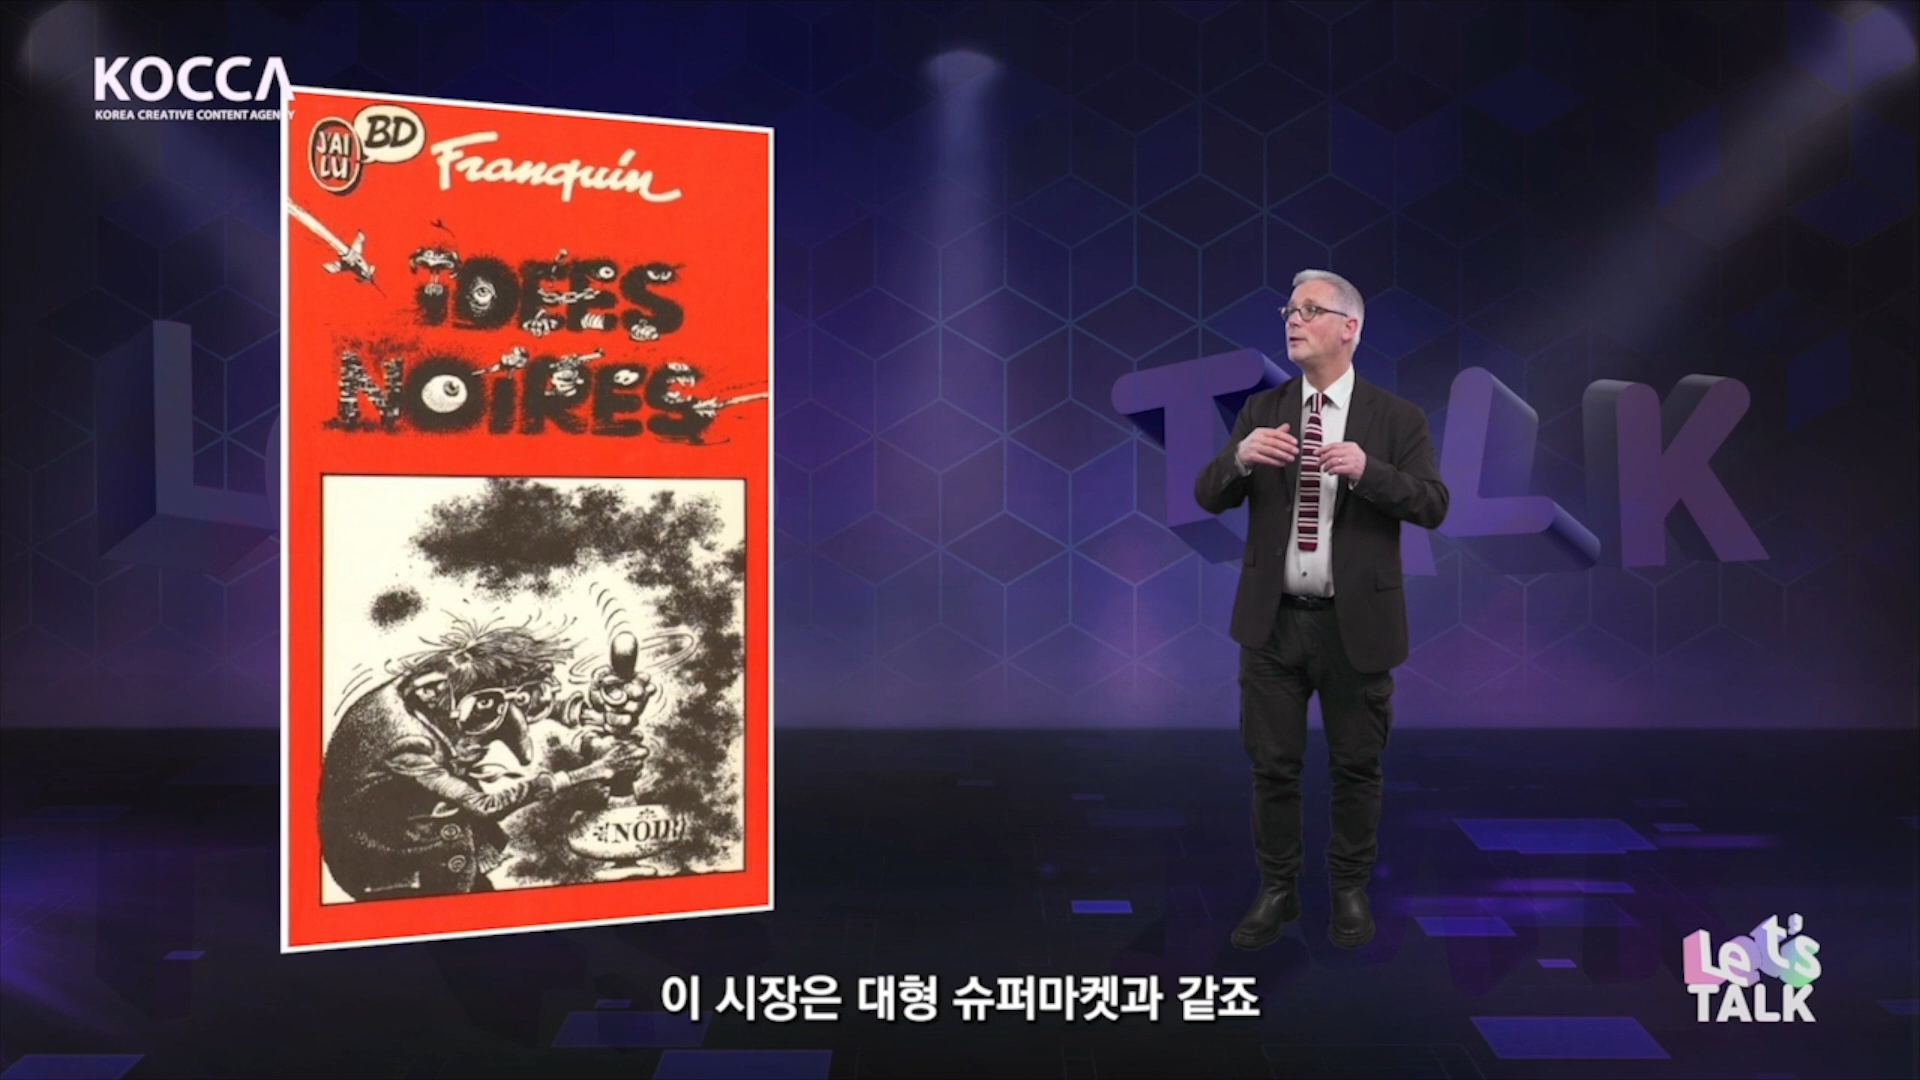 KOCCA
KOREA CREATIVE CONTENT AGENCY
J'AI LU
BD
Franquin
IDÉES
NOIRES
NOIR
TALK
이 시장은 대형 슈퍼마켓과 같죠
Let's
TALK